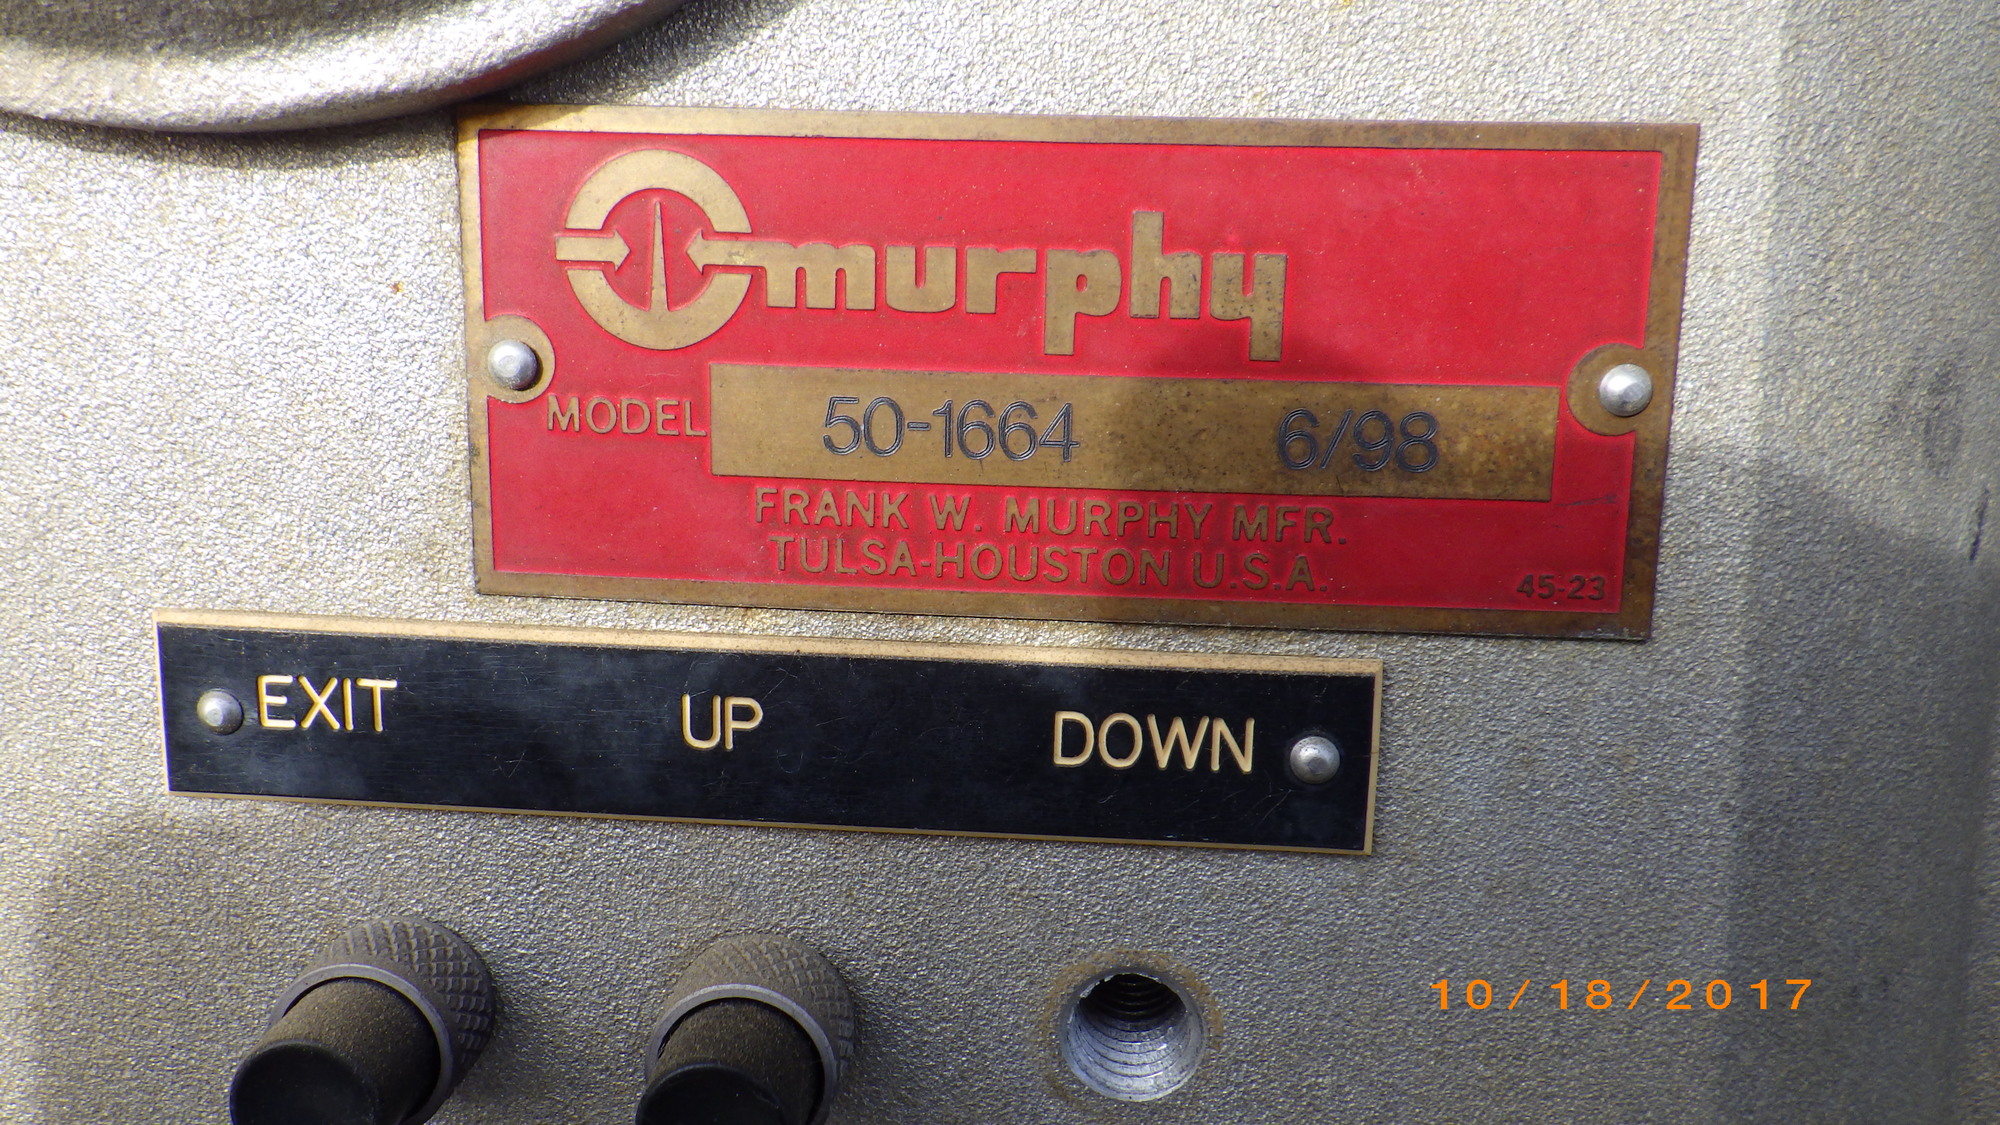 murphy
MODEL 50-1664 6/98
FRANK W. MURPHY MFR.
TULSA-HOUSTON U.S.A.
45-23
EXIT UP DOWN
10/18/2017